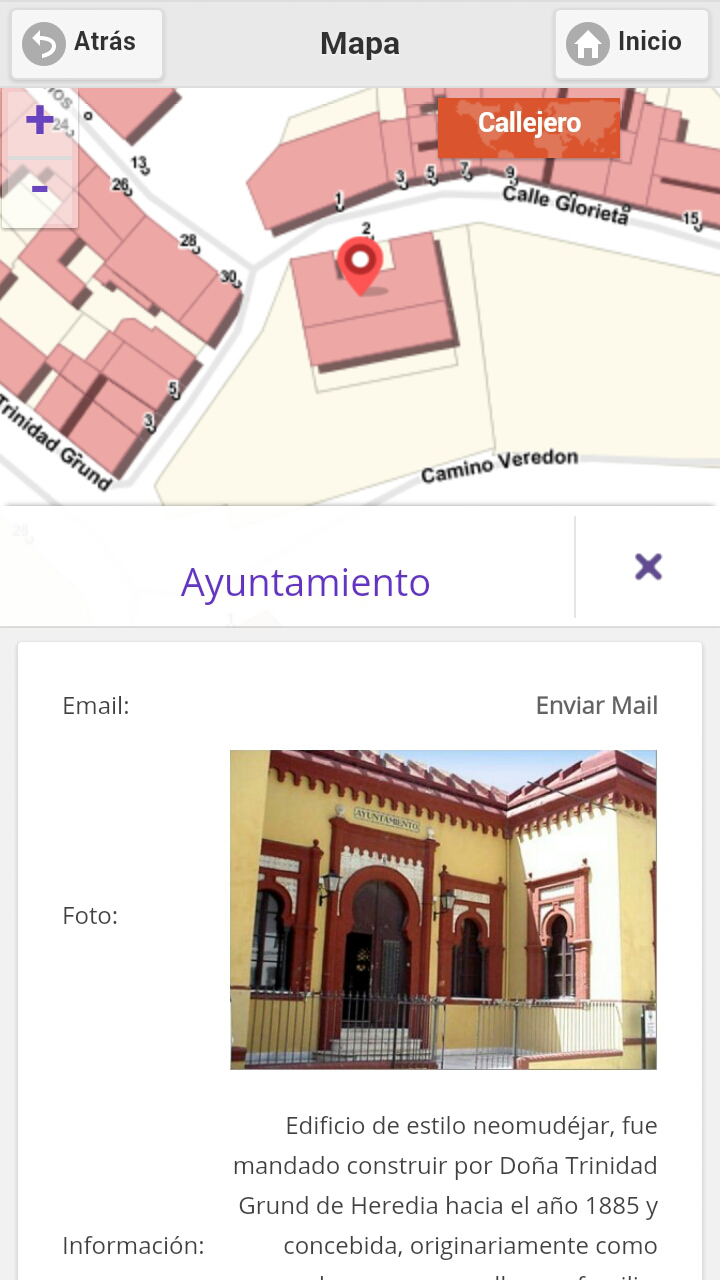 Atrás
Mapa
Inicio
+
-
Callejero
24
13
26
28
30
1
3
5
7
9
15
2
Calle Glorieta
5
3
Trinidad Grund
Camino Veredon
Ayuntamiento
Email:
Enviar Mail
Foto:
AYUNTAMIENTO
Información:
Edificio de estilo neomudéjar, fue
mandado construir por Doña Trinidad
Grund de Heredia hacia el año 1885 y
concebida, originariamente como